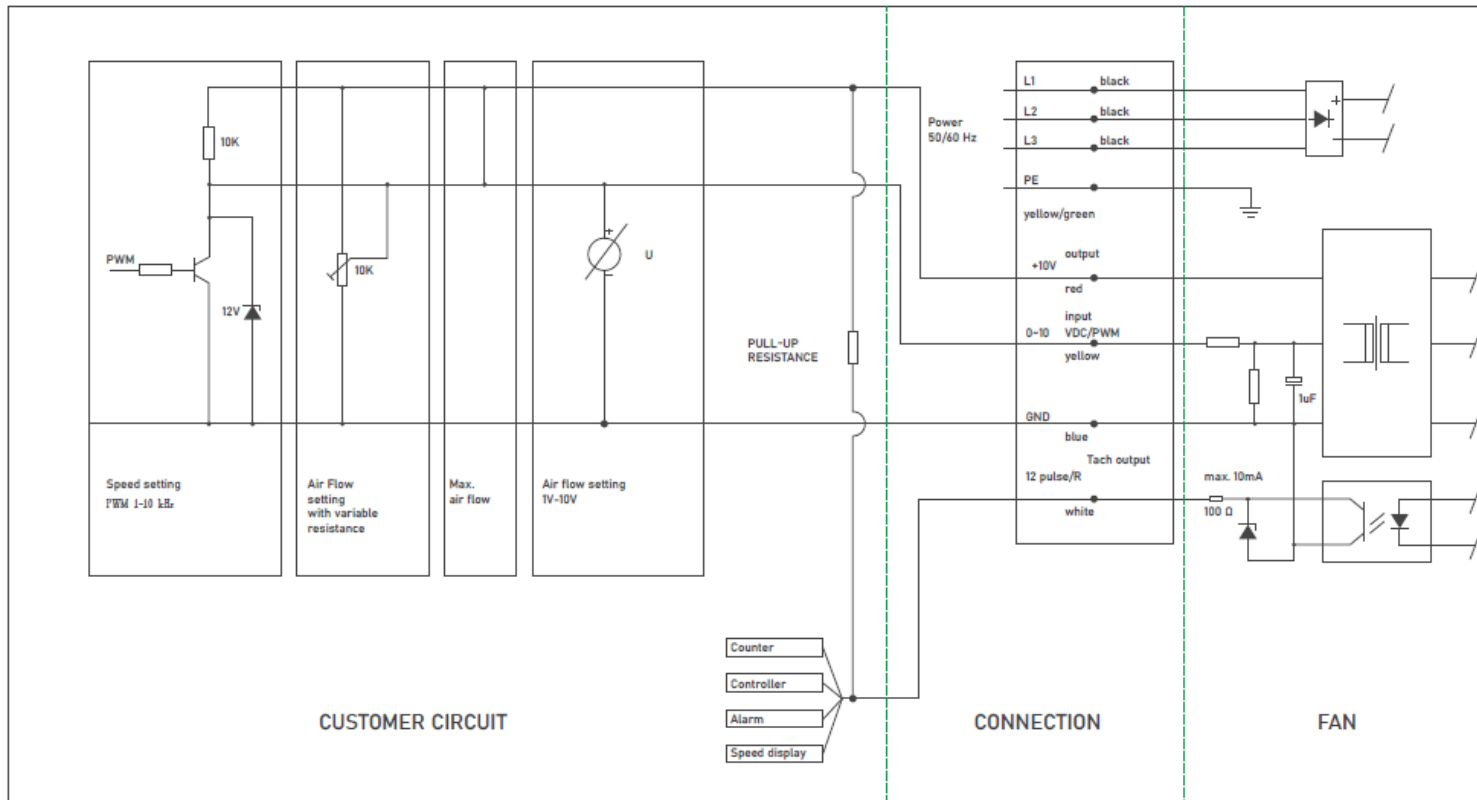 10K
PWM
12V
Speed setting
PWM 1-10 kHz
10K
Air Flow
setting
with variable
resistance
Max.
air flow
U
+
Air flow setting
1V-10V
PULL-UP
RESISTANCE
Counter
Controller
Alarm
Speed display
CUSTOMER CIRCUIT
Power
50/60 Hz
L1 black
L2 black
L3 black
PE
yellow/green
output
+10V
red
input
0-10 VDC/PWM
yellow
GND
blue
Tach output
12 pulse/R
white
CONNECTION
+
-
1uF
max. 10mA
100 Ω
FAN